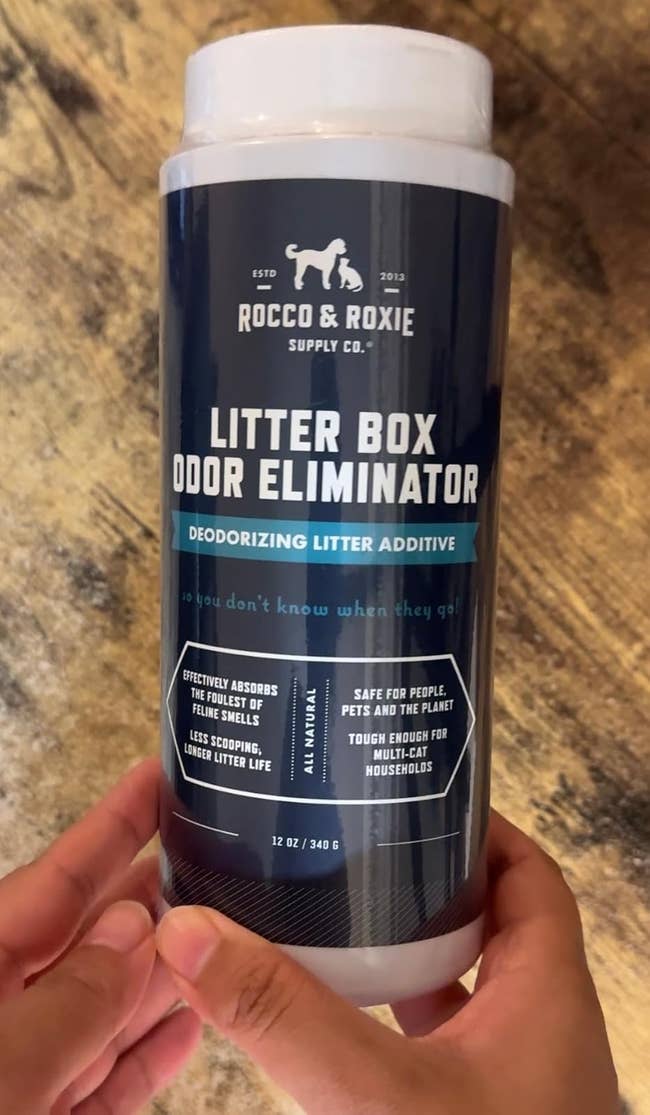 ESTD 2013
ROCCO & ROXIE
SUPPLY CO.®
LITTER BOX
ODOR ELIMINATOR
DEODORIZING LITTER ADDITIVE
so you don't know when they go!
EFFECTIVELY ABSORBS
THE FOULEST OF
FELINE SMELLS
LESS SCOOPING,
LONGER LITTER LIFE
ALL NATURAL
SAFE FOR PEOPLE,
PETS AND THE PLANET
TOUGH ENOUGH FOR
MULTI-CAT
HOUSEHOLDS
12 OZ / 340 G